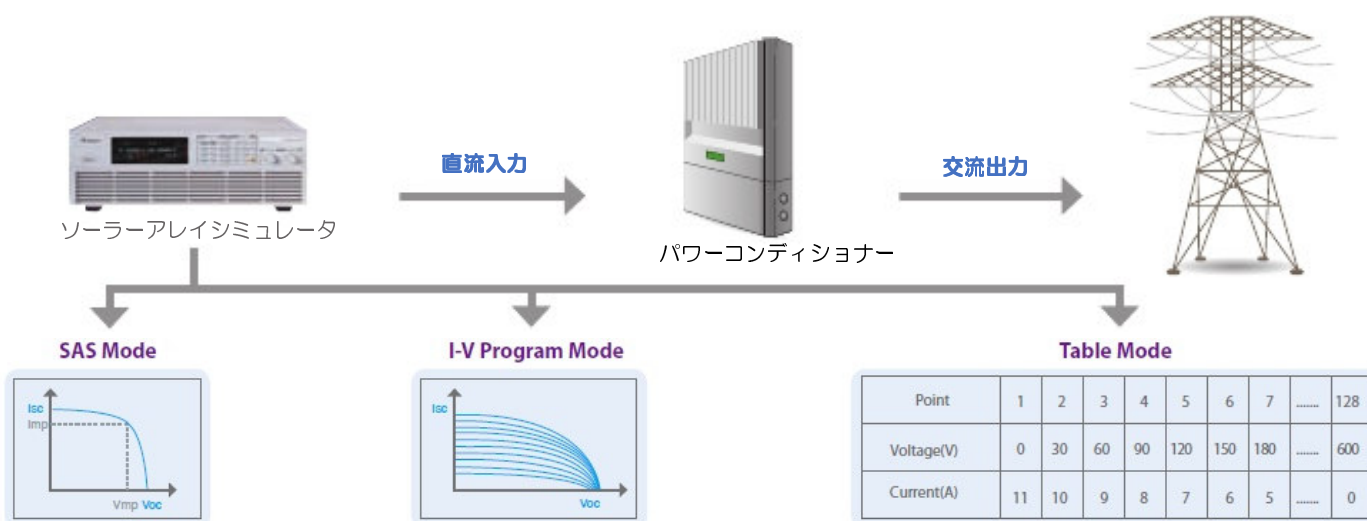 直流入力
交流出力
ソーラーアレイシミュレータ
パワーコンディショナー
SAS Mode
I-V Program Mode
Table Mode
Isc
Imp
Vmp Voc
Isc
Voc
Point 1 2 3 4 5 6 7 ....... 128
Voltage(V) 0 30 60 90 120 150 180 ....... 600
Current(A) 11 10 9 8 7 6 5 ....... 0